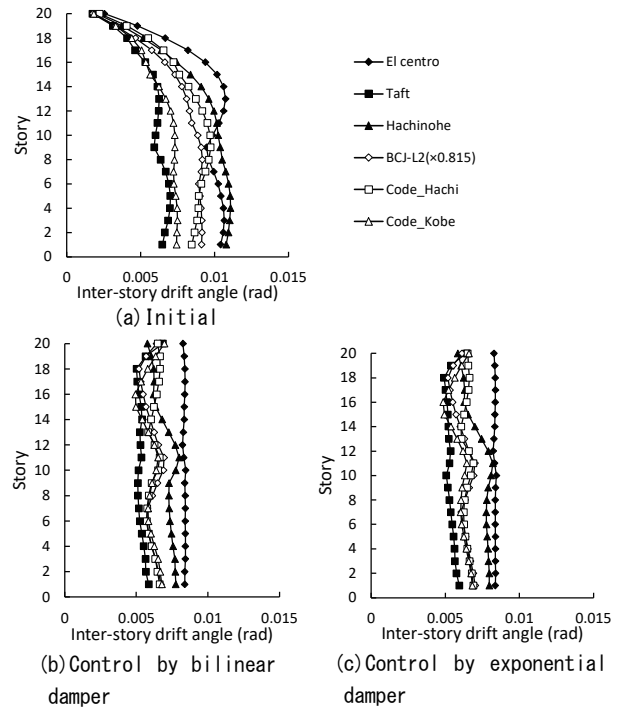 20
18
16
14
12
10
8
6
4
2
0
Story
0
0.005
0.01
0.015
Inter-story drift angle (rad)
(a)Initial
El centro
Taft
Hachinohe
BCJ-L2(×0.815)
Code_Hachi
Code_Kobe
20
18
16
14
12
10
8
6
4
2
0
Story
0
0.005
0.01
0.015
Inter-story drift angle (rad)
(b)Control by bilinear
damper
20
18
16
14
12
10
8
6
4
2
0
Story
0
0.005
0.01
0.015
Inter-story drift angle (rad)
(c)Control by exponential
damper